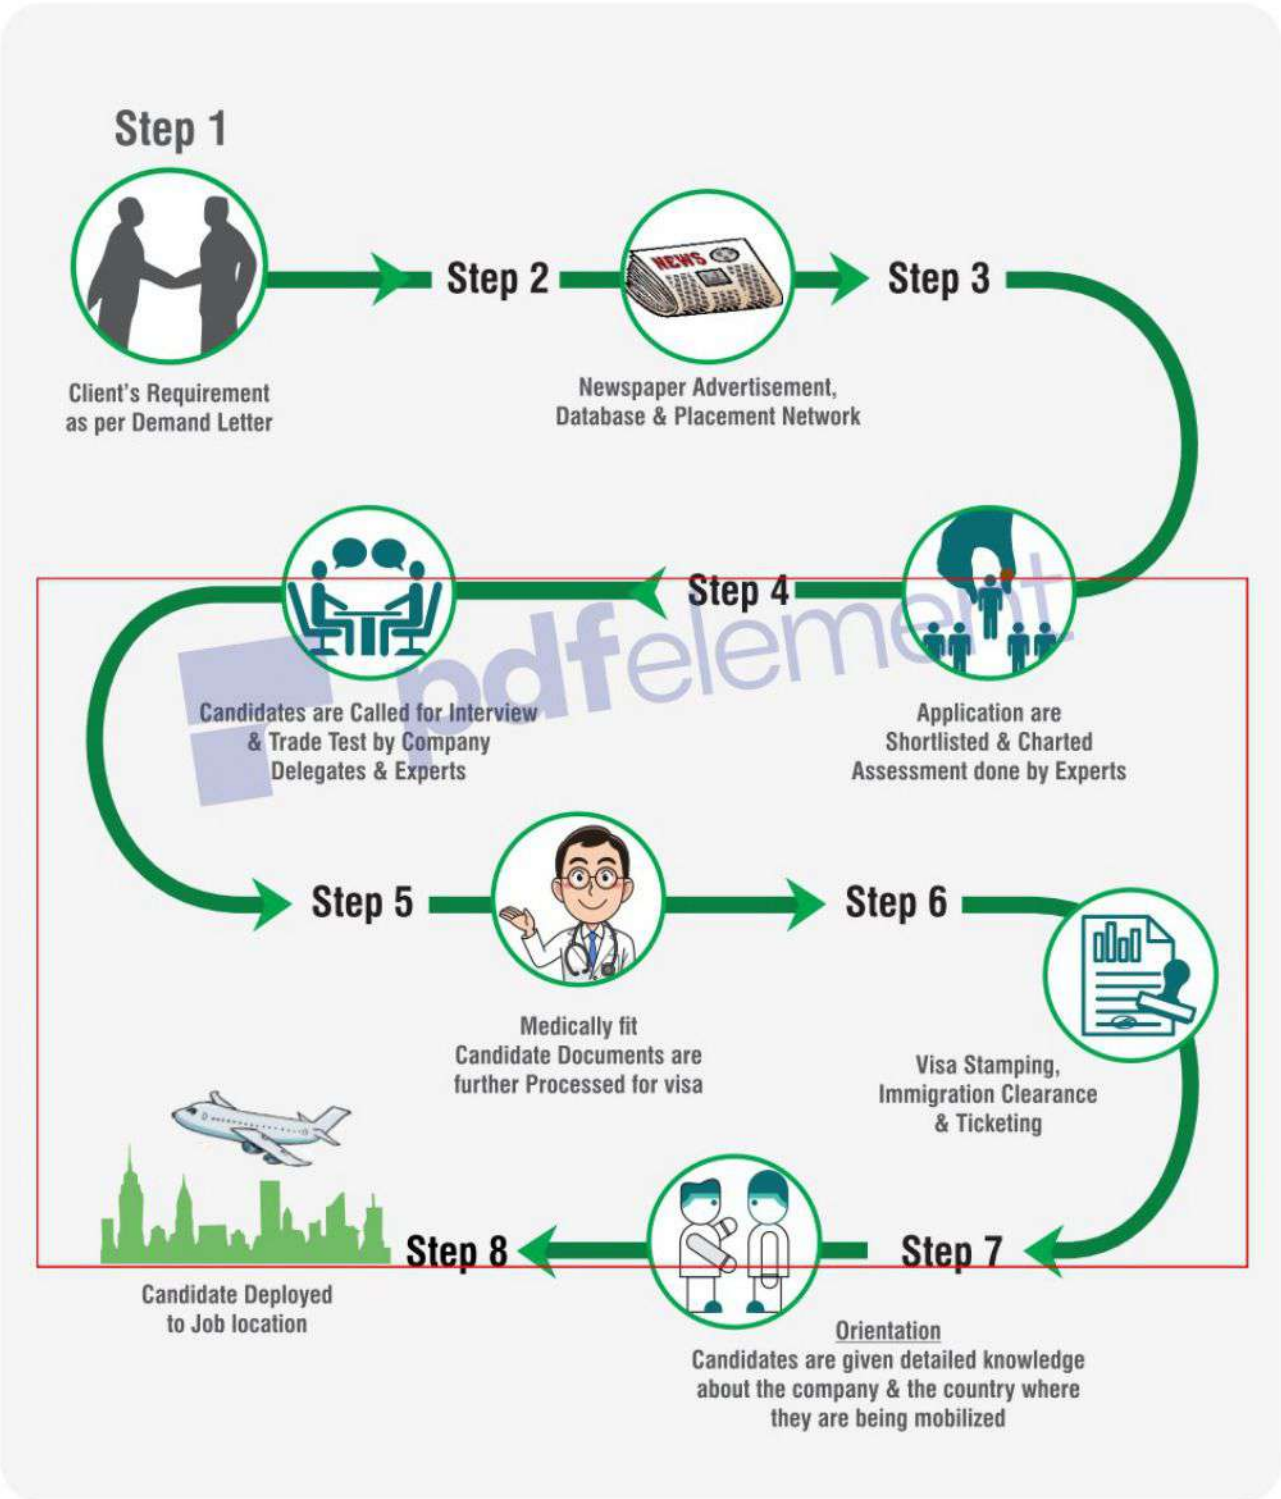 Step 1
Client's Requirement
as per Demand Letter
Step 2
NEWS
Newspaper Advertisement,
Database & Placement Network
Step 3
Application are
Shortlisted & Charted
Assessment done by Experts
Step 4
Candidates are Called for Interview
& Trade Test by Company
Delegates & Experts
pdfelement
Step 5
Medically fit
Candidate Documents are
further Processed for visa
Step 6
Visa Stamping,
Immigration Clearance
& Ticketing
Step 7
Orientation
Candidates are given detailed knowledge
about the company & the country where
they are being mobilized
Step 8
Candidate Deployed
to Job location